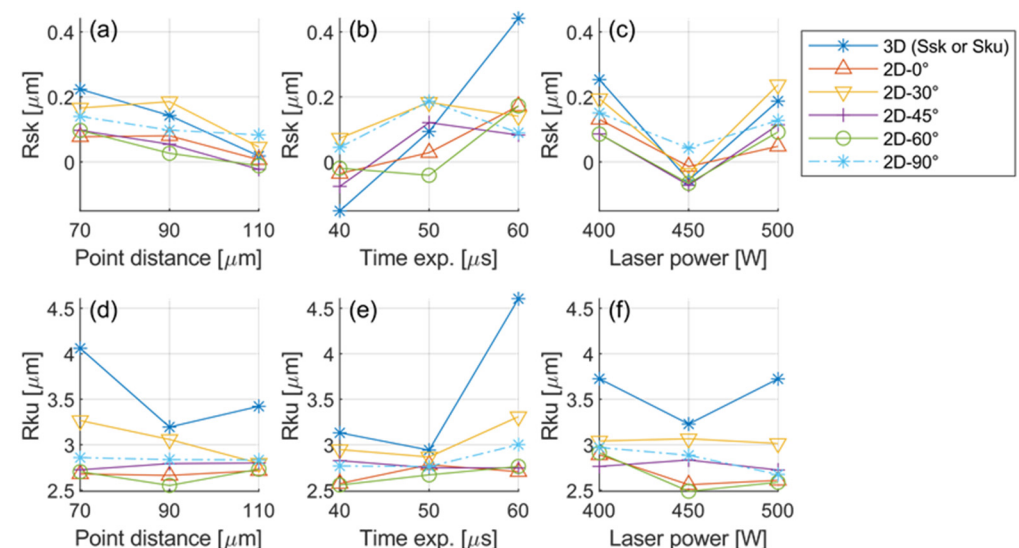 (a)
Rsk [μm]
0.4
0.2
0
70 90 110
Point distance [μm]
(b)
Rsk [μm]
0.4
0.2
0
40 50 60
Time exp. [μs]
(c)
Rsk [μm]
0.4
0.2
0
400 450 500
Laser power [W]
3D (Ssk or Sku)
2D-0°
2D-30°
2D-45°
2D-60°
2D-90°
(d)
Rku [μm]
4.5
4
3.5
3
2.5
70 90 110
Point distance [μm]
(e)
Rku [μm]
4.5
4
3.5
3
2.5
40 50 60
Time exp. [μs]
(f)
Rku [μm]
4.5
4
3.5
3
2.5
400 450 500
Laser power [W]